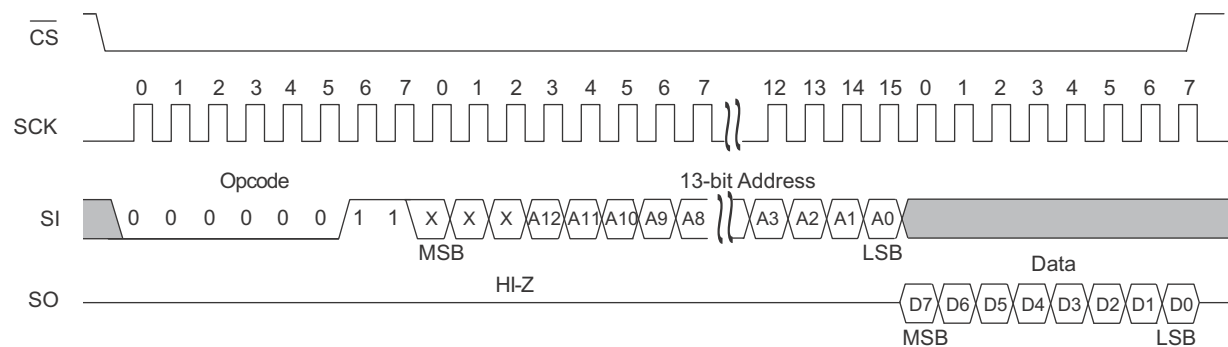 CS
0 1 2 3 4 5 6 7 0 1 2 3 4 5 6 7 12 13 14 15 0 1 2 3 4 5 6 7
SCK
Opcode 13-bit Address
SI 0 0 0 0 0 0 1 1 X X X A12 A11 A10 A9 A8 A3 A2 A1 A0
MSB LSB
HI-Z Data
SO D7 D6 D5 D4 D3 D2 D1 D0
MSB LSB